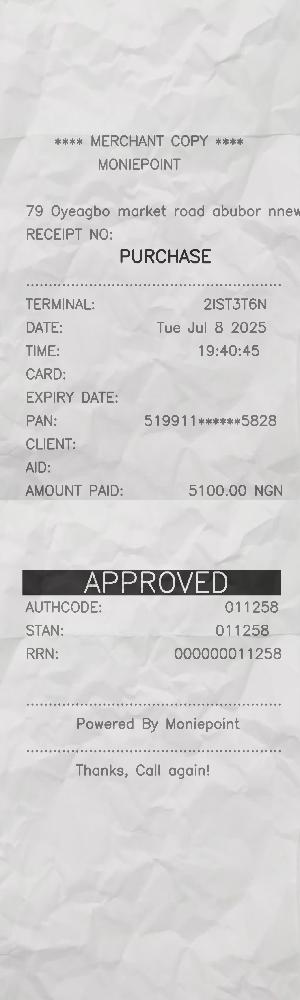 **** MERCHANT COPY ****
MONIEPOINT
79 Oyeagbo market road abubor nnew
RECEIPT NO:
PURCHASE
TERMINAL: 2IST3T6N
DATE: Tue Jul 8 2025
TIME: 19:40:45
CARD:
EXPIRY DATE:
PAN: 519911******5828
CLIENT:
AID:
AMOUNT PAID: 5100.00 NGN
APPROVED
AUTHCODE: 011258
STAN: 011258
RRN: 000000011258
Powered By Moniepoint
Thanks, Call again!